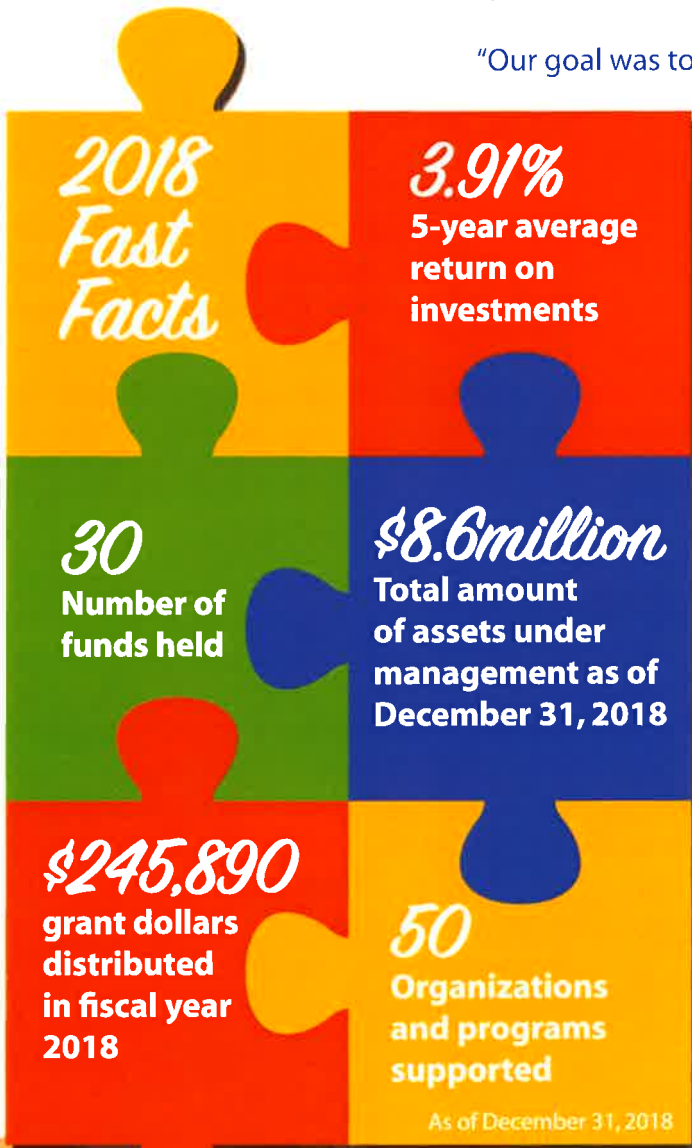 "Our goal was to
2018
Fast
Facts
3.91%
5-year average
return on
investments
30
Number of
funds held
$8.6million
Total amount
of assets under
management as of
December 31, 2018
$245,890
grant dollars
distributed
in fiscal year
2018
50
Organizations
and programs
supported
As of December 31, 2018